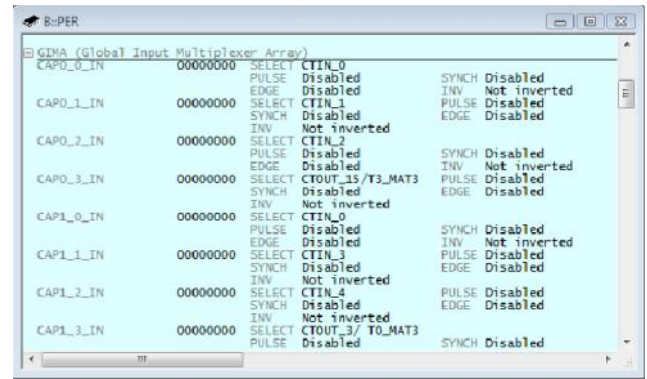 B::PER
GIMA (Global Input Multiplexer Array)
CAP0_0_IN 00000000 SELECT CTIN_0
PULSE Disabled SYNCH Disabled
EDGE Disabled INV Not inverted
CAP0_1_IN 00000000 SELECT CTIN_1 PULSE Disabled
SYNCH Disabled EDGE Disabled
INV Not inverted
CAP0_2_IN 00000000 SELECT CTIN_2
PULSE Disabled SYNCH Disabled
EDGE Disabled INV Not inverted
CAP0_3_IN 00000000 SELECT CTOUT_15/T3_MAT3 PULSE Disabled
SYNCH Disabled EDGE Disabled
INV Not inverted
CAP1_0_IN 00000000 SELECT CTIN_0
PULSE Disabled SYNCH Disabled
EDGE Disabled INV Not inverted
CAP1_1_IN 00000000 SELECT CTIN_3 PULSE Disabled
SYNCH Disabled EDGE Disabled
INV Not inverted
CAP1_2_IN 00000000 SELECT CTIN_4 PULSE Disabled
SYNCH Disabled EDGE Disabled
INV Not inverted
CAP1_3_IN 00000000 SELECT CTOUT_3/ T0_MAT3
PULSE Disabled SYNCH Disabled